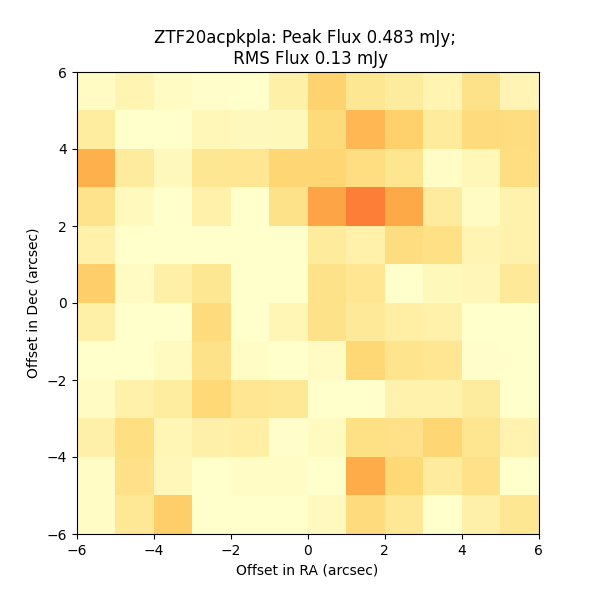 ZTF20acpkpla: Peak Flux 0.483 mJy;
RMS Flux 0.13 mJy
6
4
2
0
−2
−4
−6
Offset in Dec (arcsec)
−6 −4 −2 0 2 4 6
Offset in RA (arcsec)